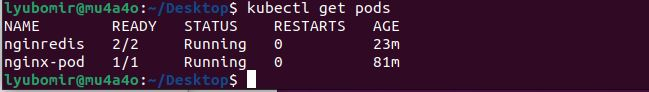 lyubomir@mu4a4o:~/Desktop$ kubectl get pods
NAME         READY   STATUS    RESTARTS   AGE
nginredis    2/2     Running   0          23m
nginx-pod    1/1     Running   0          81m
lyubomir@mu4a4o:~/Desktop$